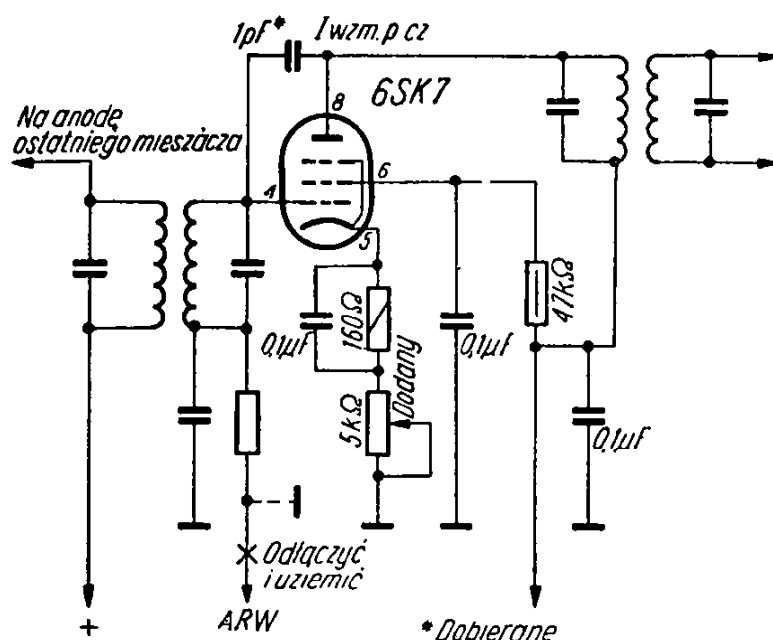 1pF*
I wzm. p. cz
6SK7
8
Na anodę
ostatniego mieszácza
4
6
5
0,1µF
160Ω
Dodany
5kΩ
0,1µF
47kΩ
0,1µF
Odłączyć
i uziemić
+
ARW
* Dobierane